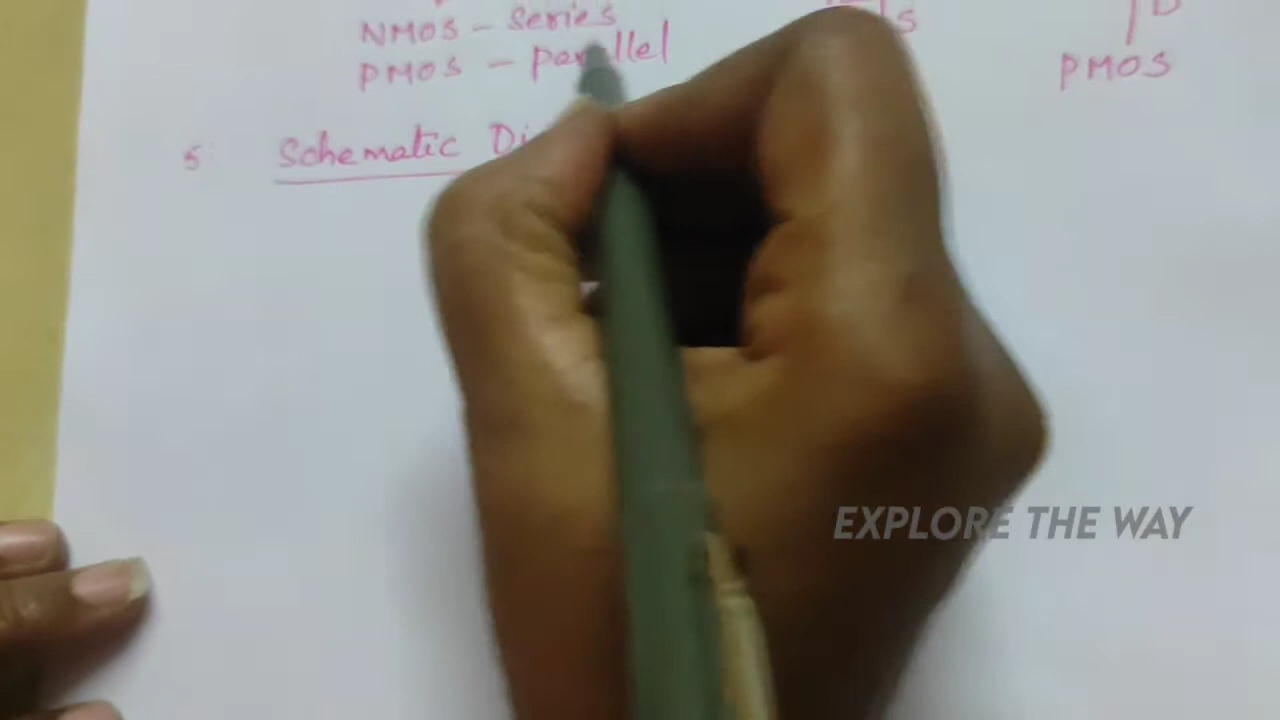 NMOS - Series
PMOS - parallel
S
D
PMOS
5. Schematic
EXPLORE THE WAY